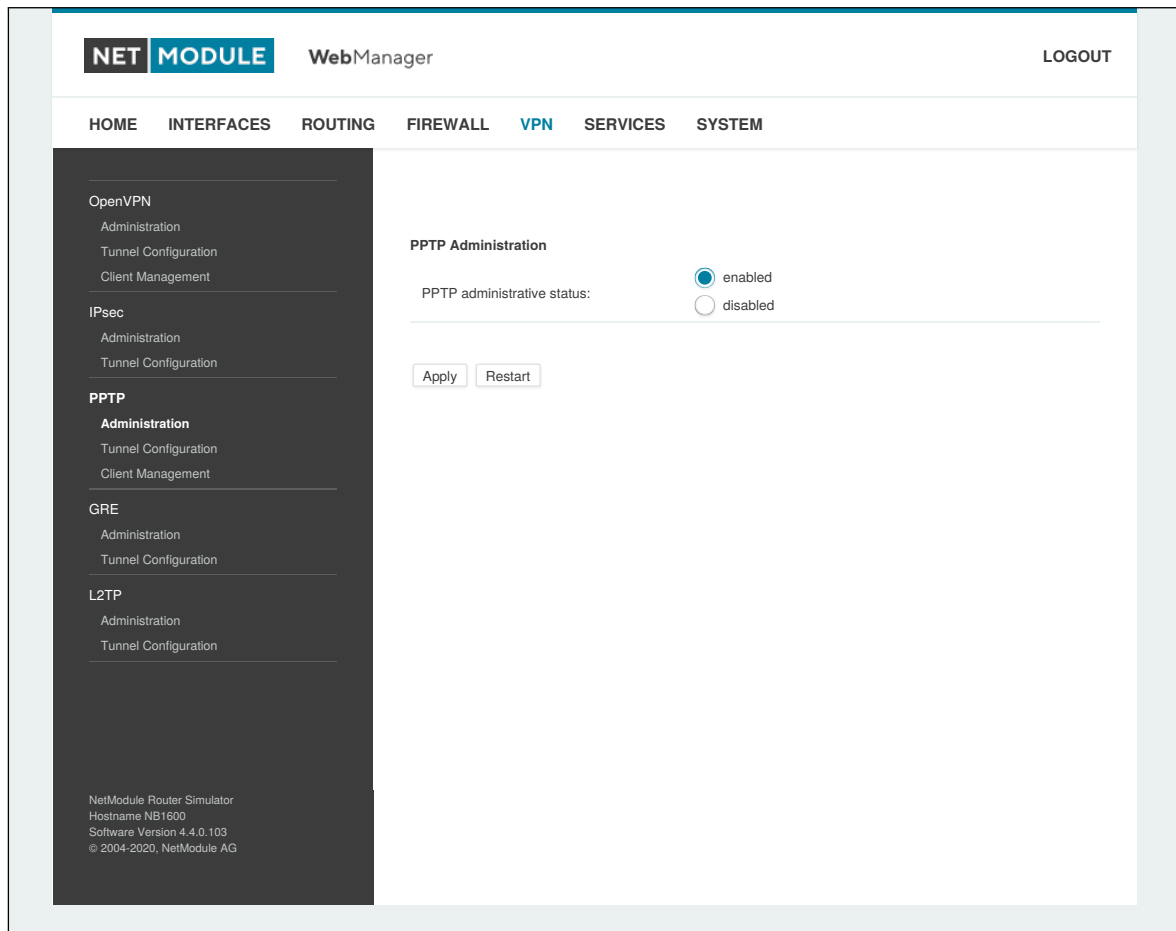 NET MODULE WebManager LOGOUT
HOME INTERFACES ROUTING FIREWALL VPN SERVICES SYSTEM
OpenVPN
Administration
Tunnel Configuration
Client Management
IPsec
Administration
Tunnel Configuration
PPTP
Administration
Tunnel Configuration
Client Management
GRE
Administration
Tunnel Configuration
L2TP
Administration
Tunnel Configuration
NetModule Router Simulator
Hostname NB1600
Software Version 4.4.0.103
© 2004-2020, NetModule AG
PPTP Administration
PPTP administrative status:
enabled
disabled
Apply Restart